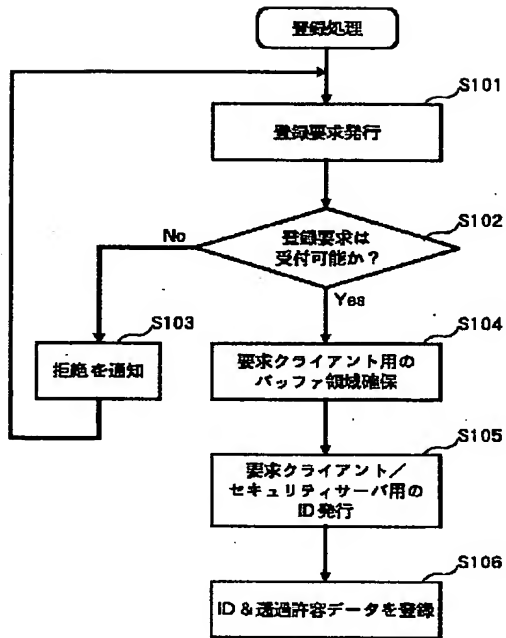 登録処理
S101
登録要求発行
S102
登録要求は
受付可能か？
No
Yes
S103
拒絶を通知
S104
要求クライアント用の
バッファ領域確保
S105
要求クライアント／
セキュリティサーバ用の
ID発行
S106
ID＆透過許容データを登録